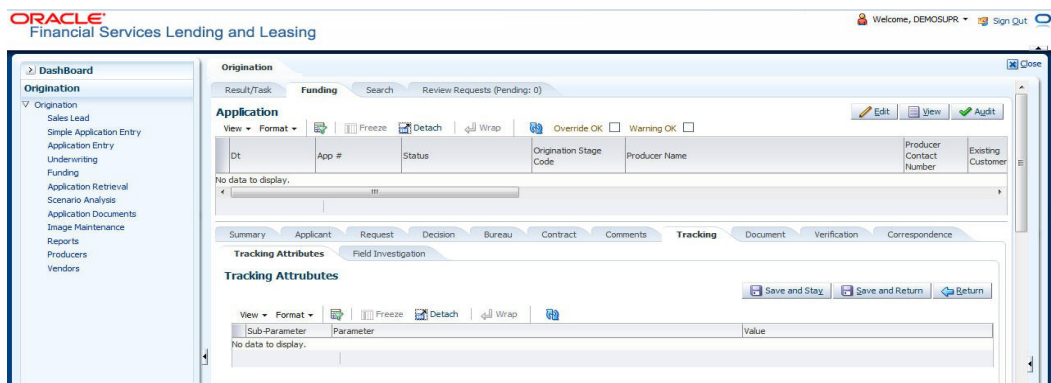 ORACLE
Financial Services Lending and Leasing
Welcome, DEMOSUPR
Sign Out
Close
DashBoard
Origination
Origination
Sales Lead
Simple Application Entry
Application Entry
Underwriting
Funding
Application Retrieval
Scenario Analysis
Application Documents
Image Maintenance
Reports
Producers
Vendors
Origination
Result/Task Funding Search Review Requests (Pending: 0)
Application
Edit View Audit
View Format Freeze Detach Wrap Override OK Warning OK
Dt App # Status Origination Stage Code Producer Name Producer Contact Number Existing Customer
No data to display.
Summary Applicant Request Decision Bureau Contract Comments Tracking Document Verification Correspondence
Tracking Attributes Field Investigation
Tracking Attrubutes
Save and Stay Save and Return Return
View Format Freeze Detach Wrap
Sub-Parameter Parameter Value
No data to display.